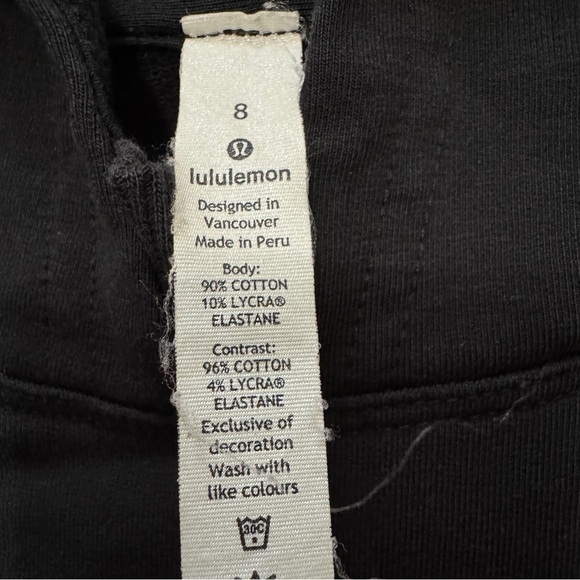 8
lululemon
Designed in
Vancouver
Made in Peru
Body:
90% COTTON
10% LYCRA®
ELASTANE
Contrast:
96% COTTON
4% LYCRA®
ELASTANE
Exclusive of
decoration
Wash with
like colours
30C